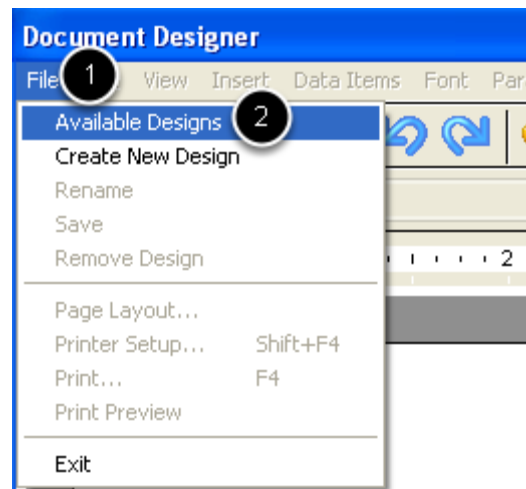 Document Designer
File 1 View Insert Data Items Font Par
Available Designs 2
Create New Design
Rename
Save
Remove Design
2
Page Layout...
Printer Setup... Shift+F4
Print... F4
Print Preview
Exit